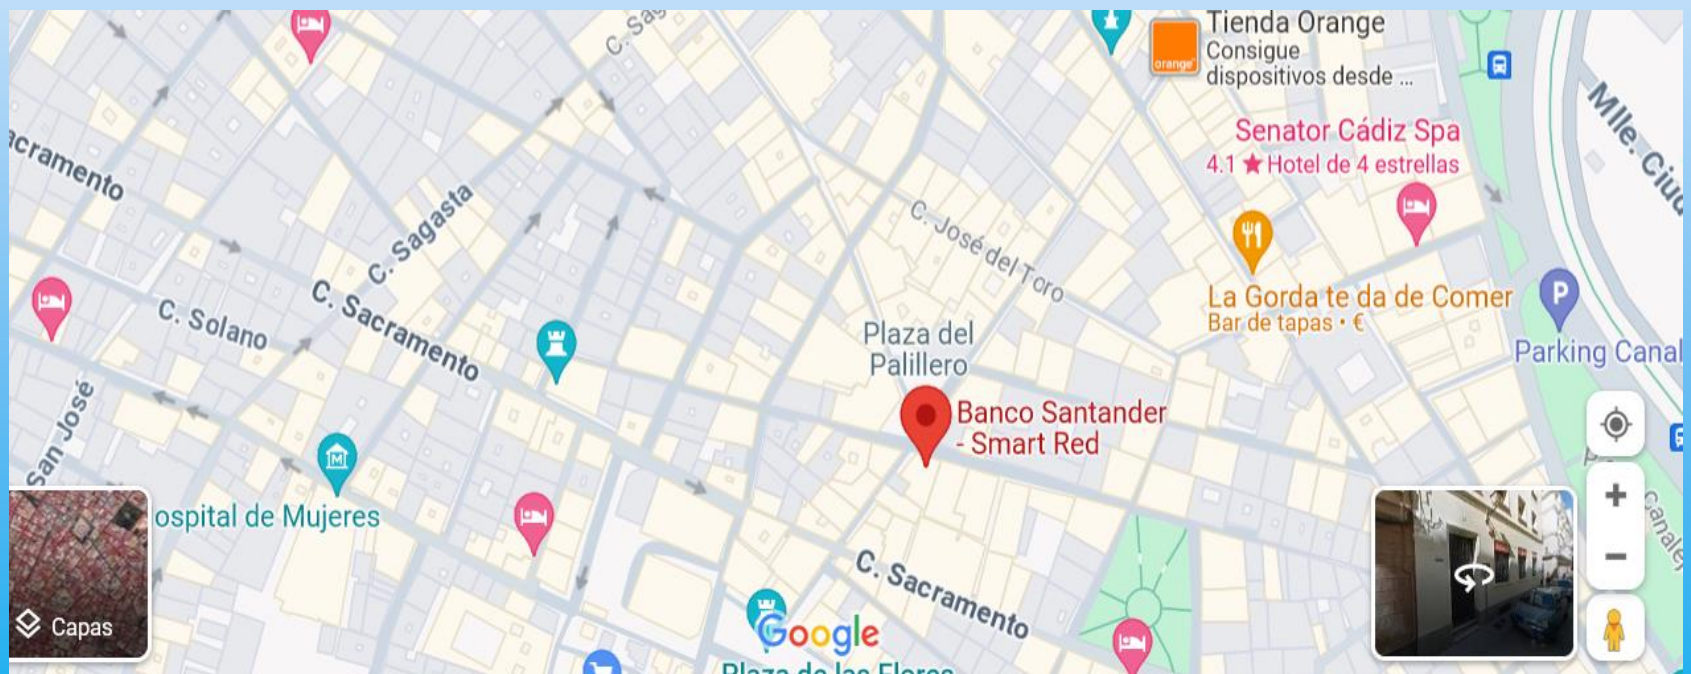 C. Sag
Tienda Orange
Consigue
dispositivos desde ...
orange
Mlle. Ciud
Senator Cádiz Spa
4.1 ★ Hotel de 4 estrellas
acramento
C. Sagasta
C. José del Toro
C. Solano
C. Sacramento
La Gorda te da de Comer
Bar de tapas • €
P
Parking Canal
Plaza del
Palillero
San José
Banco Santander
- Smart Red
M
ospital de Mujeres
Canalej
C. Sacramento
Capas
Google
Plaza de las Flores